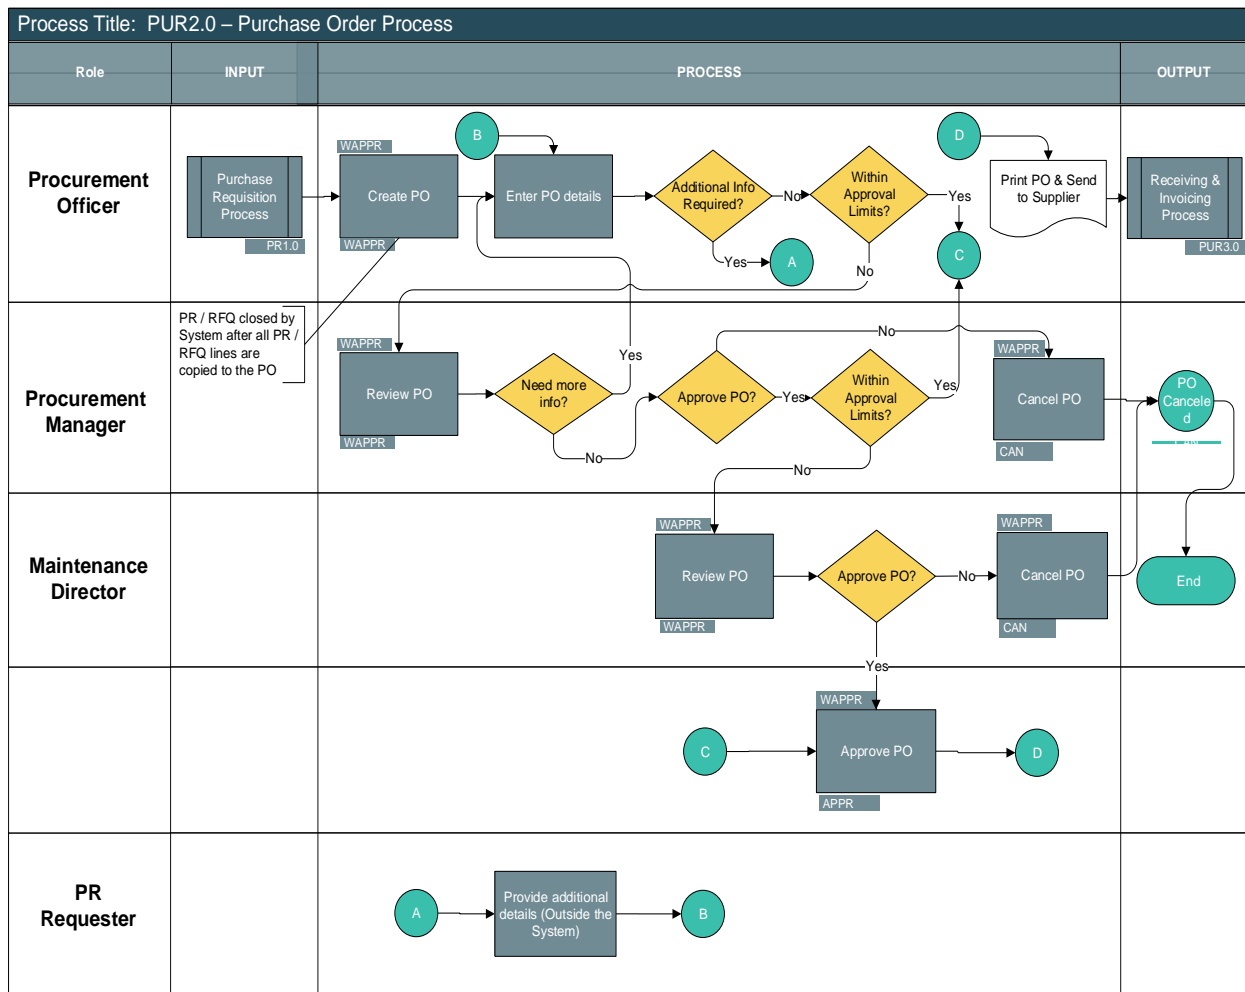 Process Title:  PUR2.0 – Purchase Order Process
Role
INPUT
PROCESS
OUTPUT
Procurement
Officer
Purchase
Requisition
Process
PR1.0
WAPPR
Create PO
WAPPR
B
Enter PO details
Additional Info
Required?
No
Yes
A
Within
Approval
Limits?
Yes
No
D
C
Print PO & Send
to Supplier
Receiving &
Invoicing
Process
PUR3.0
PR / RFQ closed by
System after all PR /
RFQ lines are
copied to the PO
Procurement
Manager
WAPPR
Review PO
WAPPR
Need more
info?
Yes
No
Approve PO?
No
Yes
Within
Approval
Limits?
Yes
No
WAPPR
Cancel PO
CAN
PO
Cancele
d
CAN
Maintenance
Director
WAPPR
Review PO
WAPPR
Approve PO?
No
Yes
WAPPR
Cancel PO
CAN
End
C
WAPPR
Approve PO
APPR
D
PR
Requester
A
Provide additional
details (Outside the
System)
B